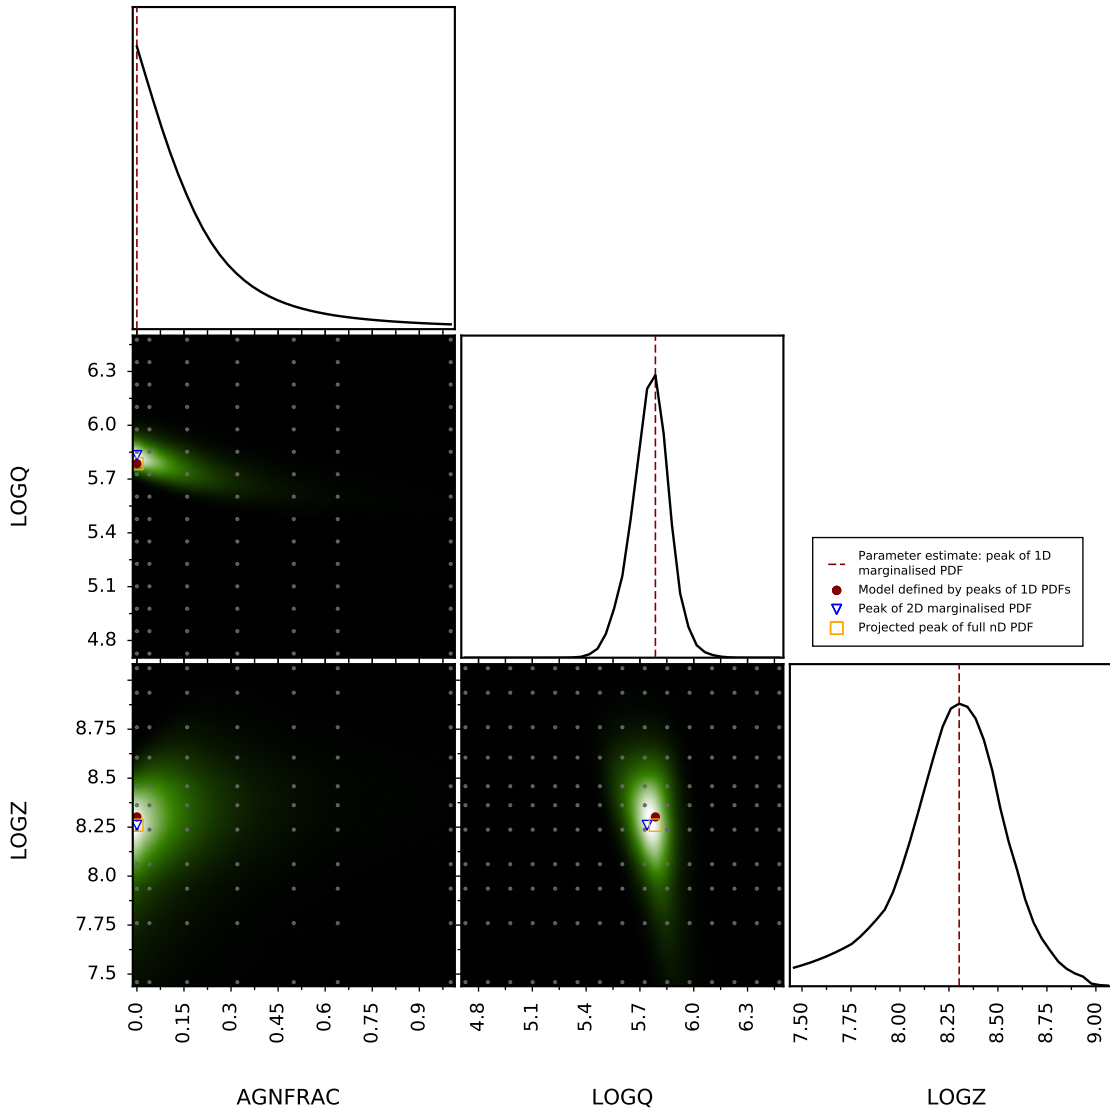 6.3
6.0
5.7
5.4
5.1
4.8
LOGQ
Parameter estimate: peak of 1D
marginalised PDF
Model defined by peaks of 1D PDFs
Peak of 2D marginalised PDF
Projected peak of full nD PDF
8.75
8.5
8.25
8.0
7.75
7.5
LOGZ
0.0 0.15 0.3 0.45 0.6 0.75 0.9
4.8 5.1 5.4 5.7 6.0 6.3
7.50 7.75 8.00 8.25 8.50 8.75 9.00
AGNFRAC LOGQ LOGZ